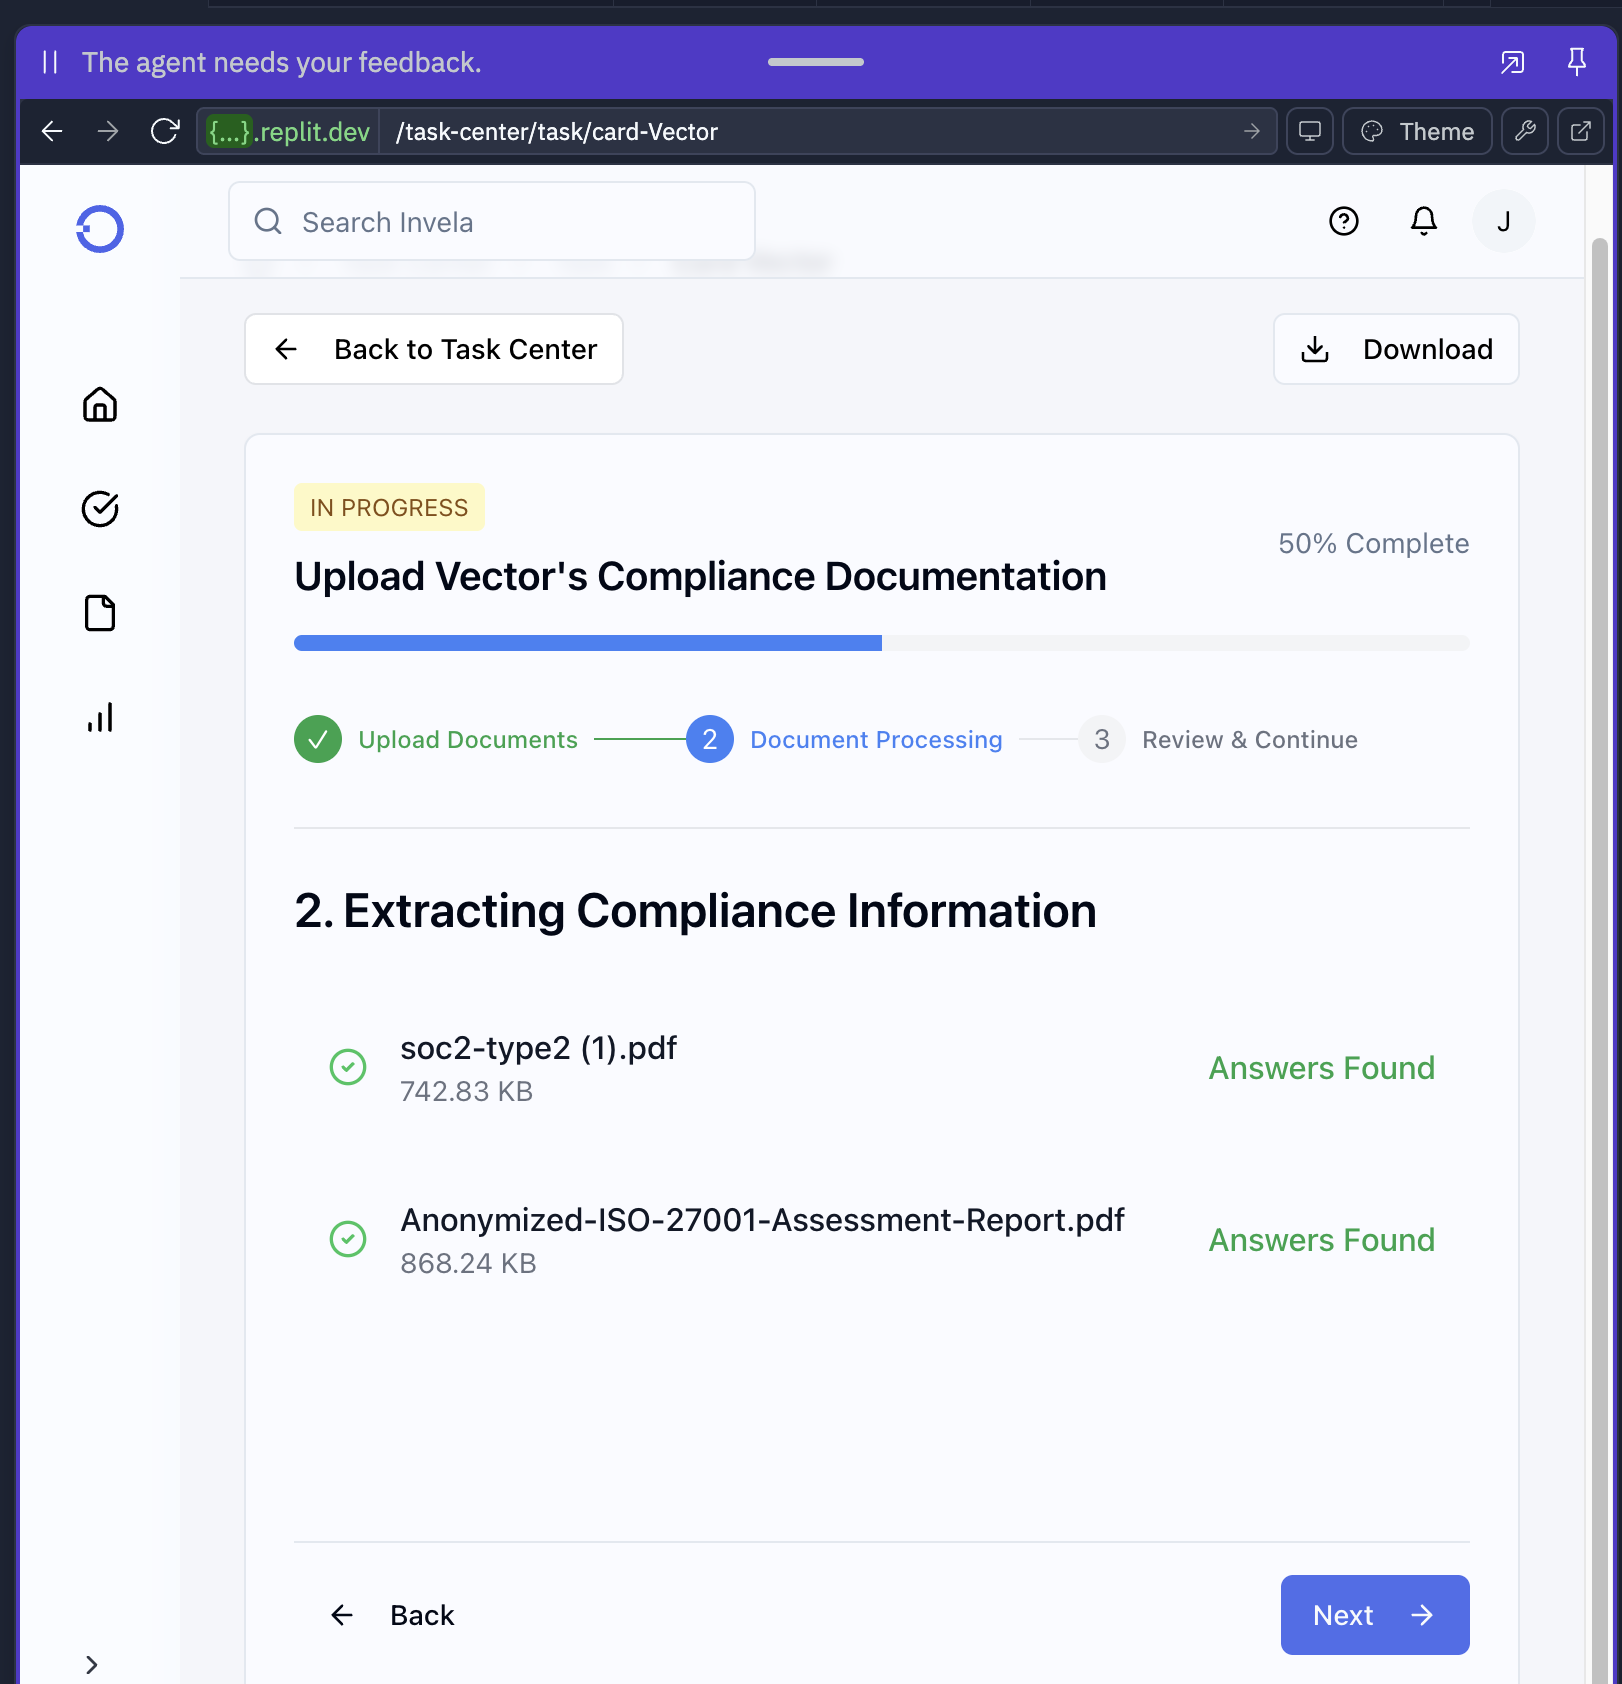 The agent needs your feedback.
{...}.replit.dev /task-center/task/card-Vector Theme
Search Invela J
Back to Task Center Download
IN PROGRESS
50% Complete
Upload Vector's Compliance Documentation
Upload Documents 2 Document Processing 3 Review & Continue
2. Extracting Compliance Information
soc2-type2 (1).pdf
742.83 KB
Answers Found
Anonymized-ISO-27001-Assessment-Report.pdf
868.24 KB
Answers Found
Back Next